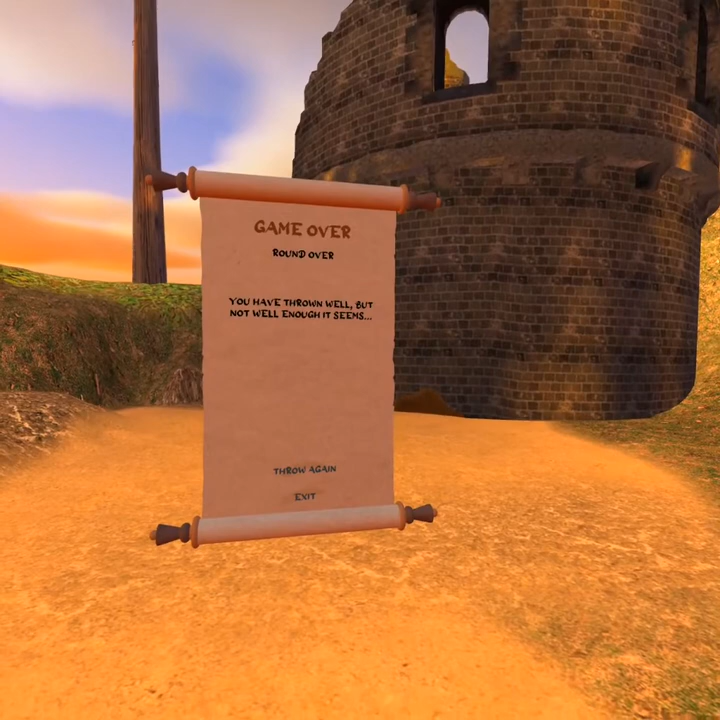 GAME OVER
ROUND OVER
YOU HAVE THROWN WELL, BUT
NOT WELL ENOUGH IT SEEMS...
THROW AGAIN
EXIT